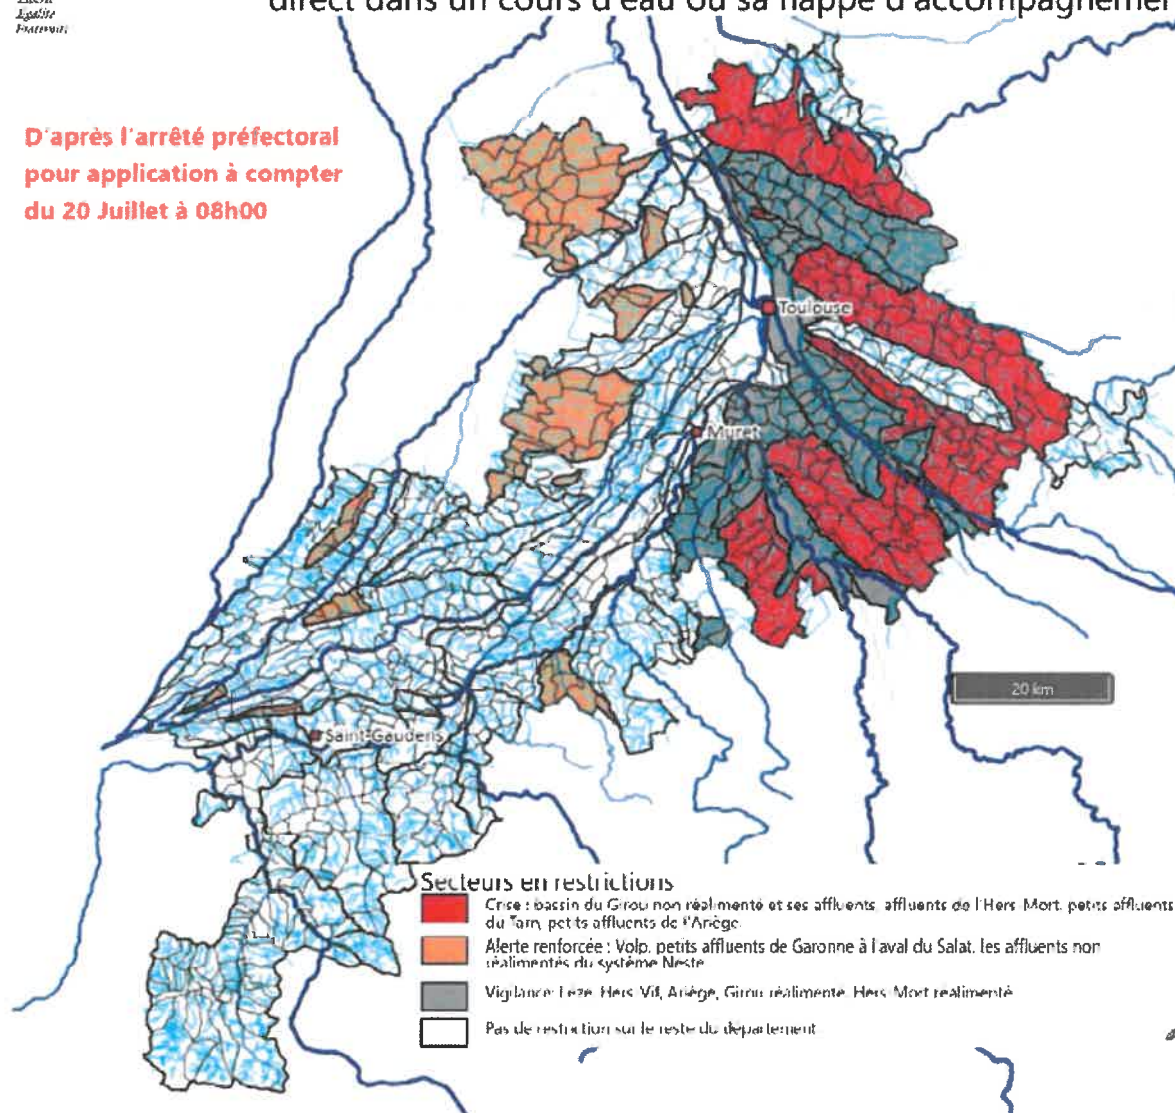 Égalité
Fraternité
direct dans un cours d'eau ou sa nappe d'accompagnement
D'après l'arrêté préfectoral
pour application à compter
du 20 Juillet à 08h00
Toulouse
Muret
20 km
Saint-Gaudens
Secteurs en restrictions
Crise : bassin du Girou non réalimenté et ses affluents, affluents de l'Hers-Mort, petits affluents
du Tarn, petits affluents de l'Ariège
Alerte renforcée : Volp, petits affluents de Garonne à l'aval du Salat, les affluents non
réalimentés du système Neste
Vigilance: Lèze, Hers-Vif, Ariège, Girou réalimenté, Hers-Mort réalimenté
Pas de restriction sur le reste du département